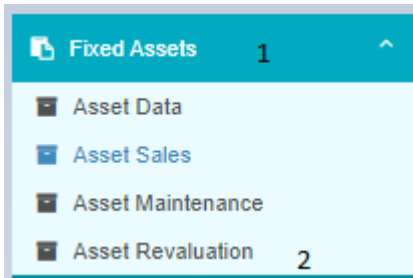 Fixed Assets 1
Asset Data
Asset Sales
Asset Maintenance
Asset Revaluation 2